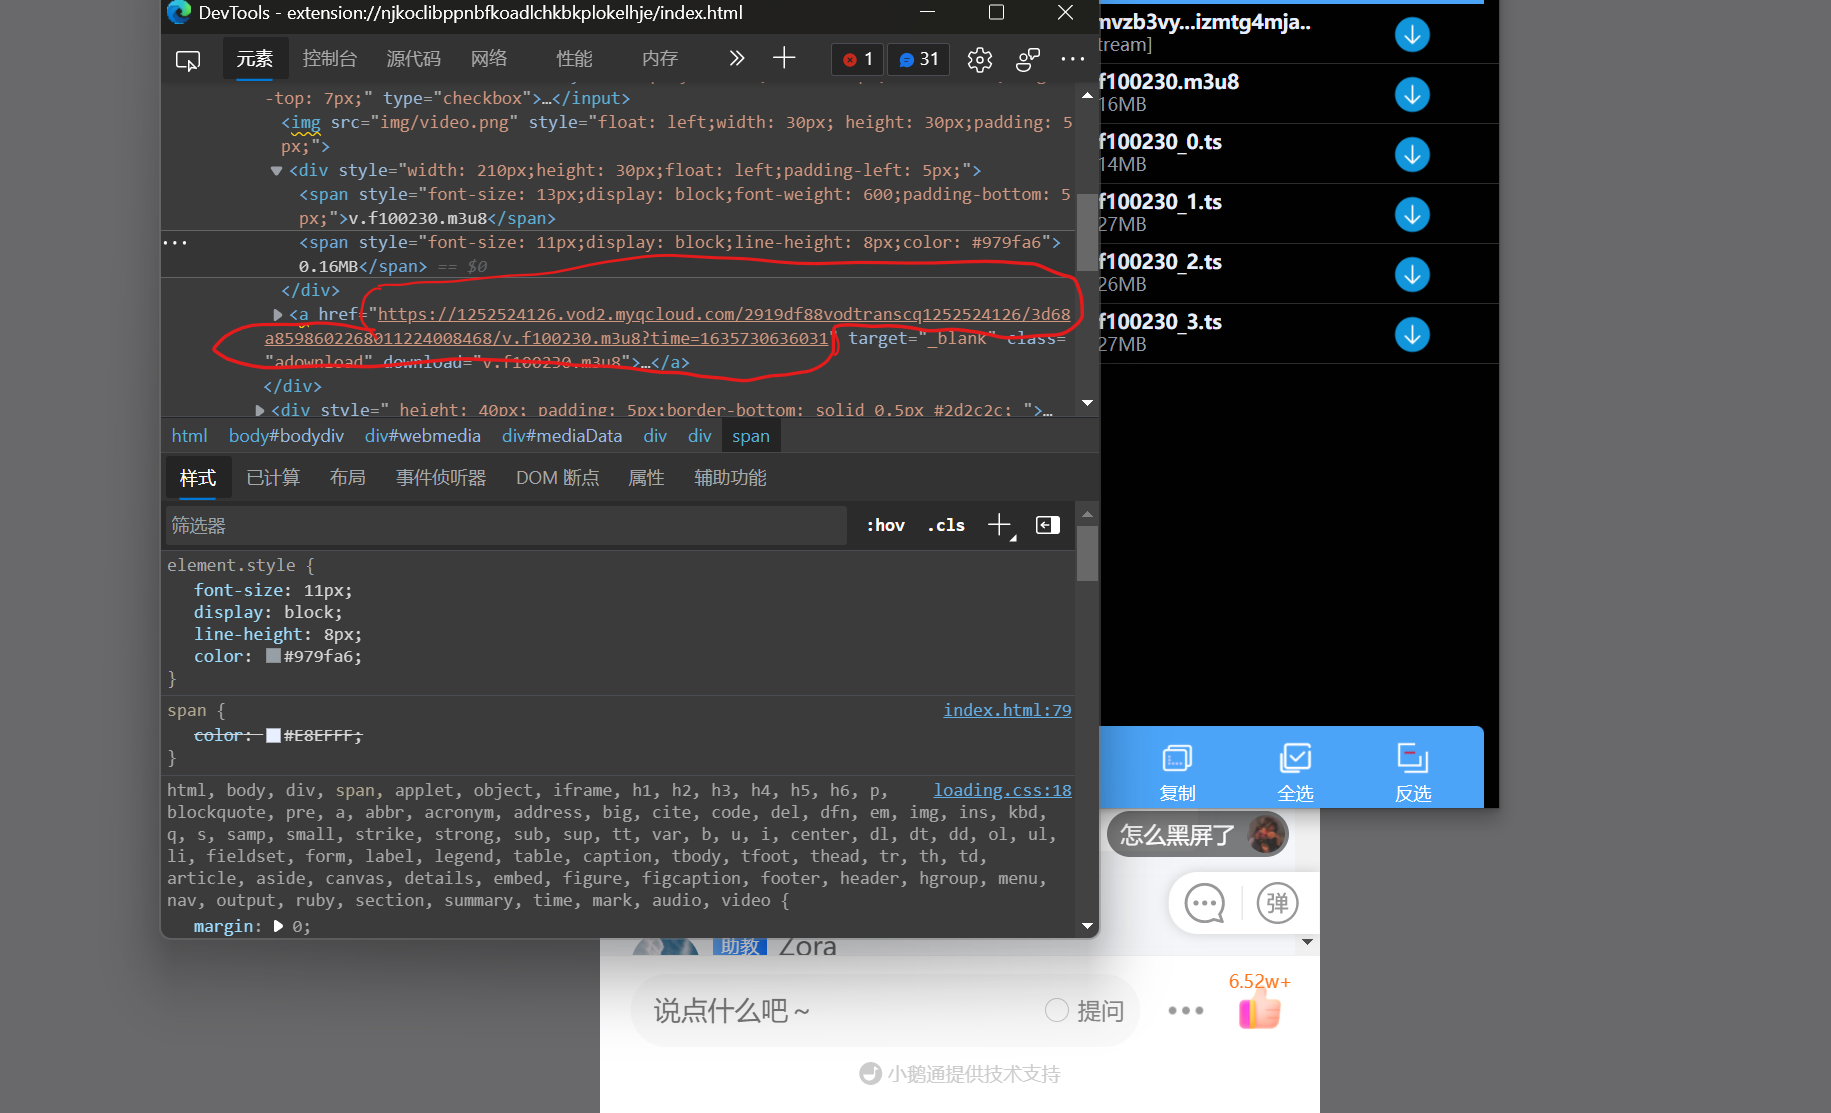 DevTools - extension://njkoclibppnbfkoadlchkbkplokelhje/index.html
元素 控制台 源代码 网络 性能 内存 1 31
-top: 7px;" type="checkbox">…</input>
<img src="img/video.png" style="float: left;width: 30px; height: 30px;padding: 5
px;">
<div style="width: 210px;height: 30px;float: left;padding-left: 5px;">
<span style="font-size: 13px;display: block;font-weight: 600;padding-bottom: 5
px;">v.f100230.m3u8</span>
<span style="font-size: 11px;display: block;line-height: 8px;color: #979fa6">
0.16MB</span> == $0
</div>
<a href="https://1252524126.vod2.myqcloud.com/2919df88vodtranscq1252524126/3d68
a8598602268011224008468/v.f100230.m3u8?time=1635730636031" target="_blank" class=
"adownload" download="v.f100230.m3u8">…</a>
</div>
<div style=" height: 40px; padding: 5px;border-bottom: solid 0.5px #2d2c2c; ">…
html body#bodydiv div#webmedia div#mediaData div div span
样式 已计算 布局 事件侦听器 DOM 断点 属性 辅助功能
筛选器 :hov .cls
element.style {
font-size: 11px;
display: block;
line-height: 8px;
color: #979fa6;
}
span { index.html:79
color: #E8EFFF;
}
html, body, div, span, applet, object, iframe, h1, h2, h3, h4, h5, h6, p, loading.css:18
blockquote, pre, a, abbr, acronym, address, big, cite, code, del, dfn, em, img, ins, kbd,
q, s, samp, small, strike, strong, sub, sup, tt, var, b, u, i, center, dl, dt, dd, ol, ul,
li, fieldset, form, label, legend, table, caption, tbody, tfoot, thead, tr, th, td,
article, aside, canvas, details, embed, figure, figcaption, footer, header, hgroup, menu,
nav, output, ruby, section, summary, time, mark, audio, video {
margin: 0;
mvzb3vy...izmtg4mja..
tream]
f100230.m3u8
16MB
f100230_0.ts
14MB
f100230_1.ts
27MB
f100230_2.ts
26MB
f100230_3.ts
27MB
复制 全选 反选
怎么黑屏了
弹
助教 Zora
说点什么吧～ 提问
6.52w+
小鹅通提供技术支持